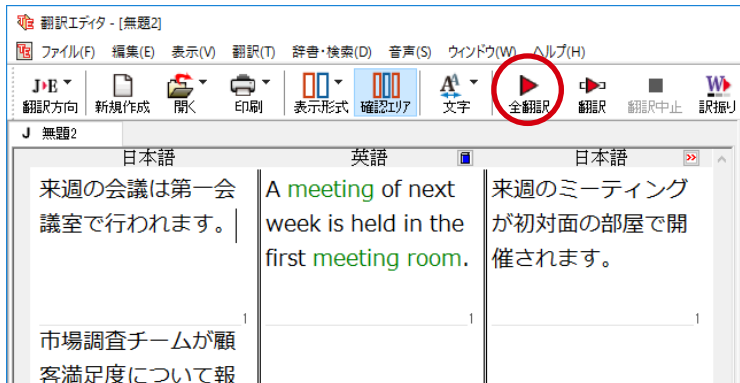 翻訳エディタ - [無題2]
ファイル(F) 編集(E) 表示(V) 翻訳(T) 辞書・検索(D) 音声(S) ウィンドウ(W) ヘルプ(H)
J▸E
翻訳方向 新規作成 開く 印刷 表示形式 確認エリア 文字 全翻訳 翻訳 翻訳中止 訳振り
J 無題2
日本語 英語 日本語
来週の会議は第一会
議室で行われます。
1
A meeting of next
week is held in the
first meeting room.
1
来週のミーティング
が初対面の部屋で開
催されます。
1
市場調査チームが顧
客満足度について報